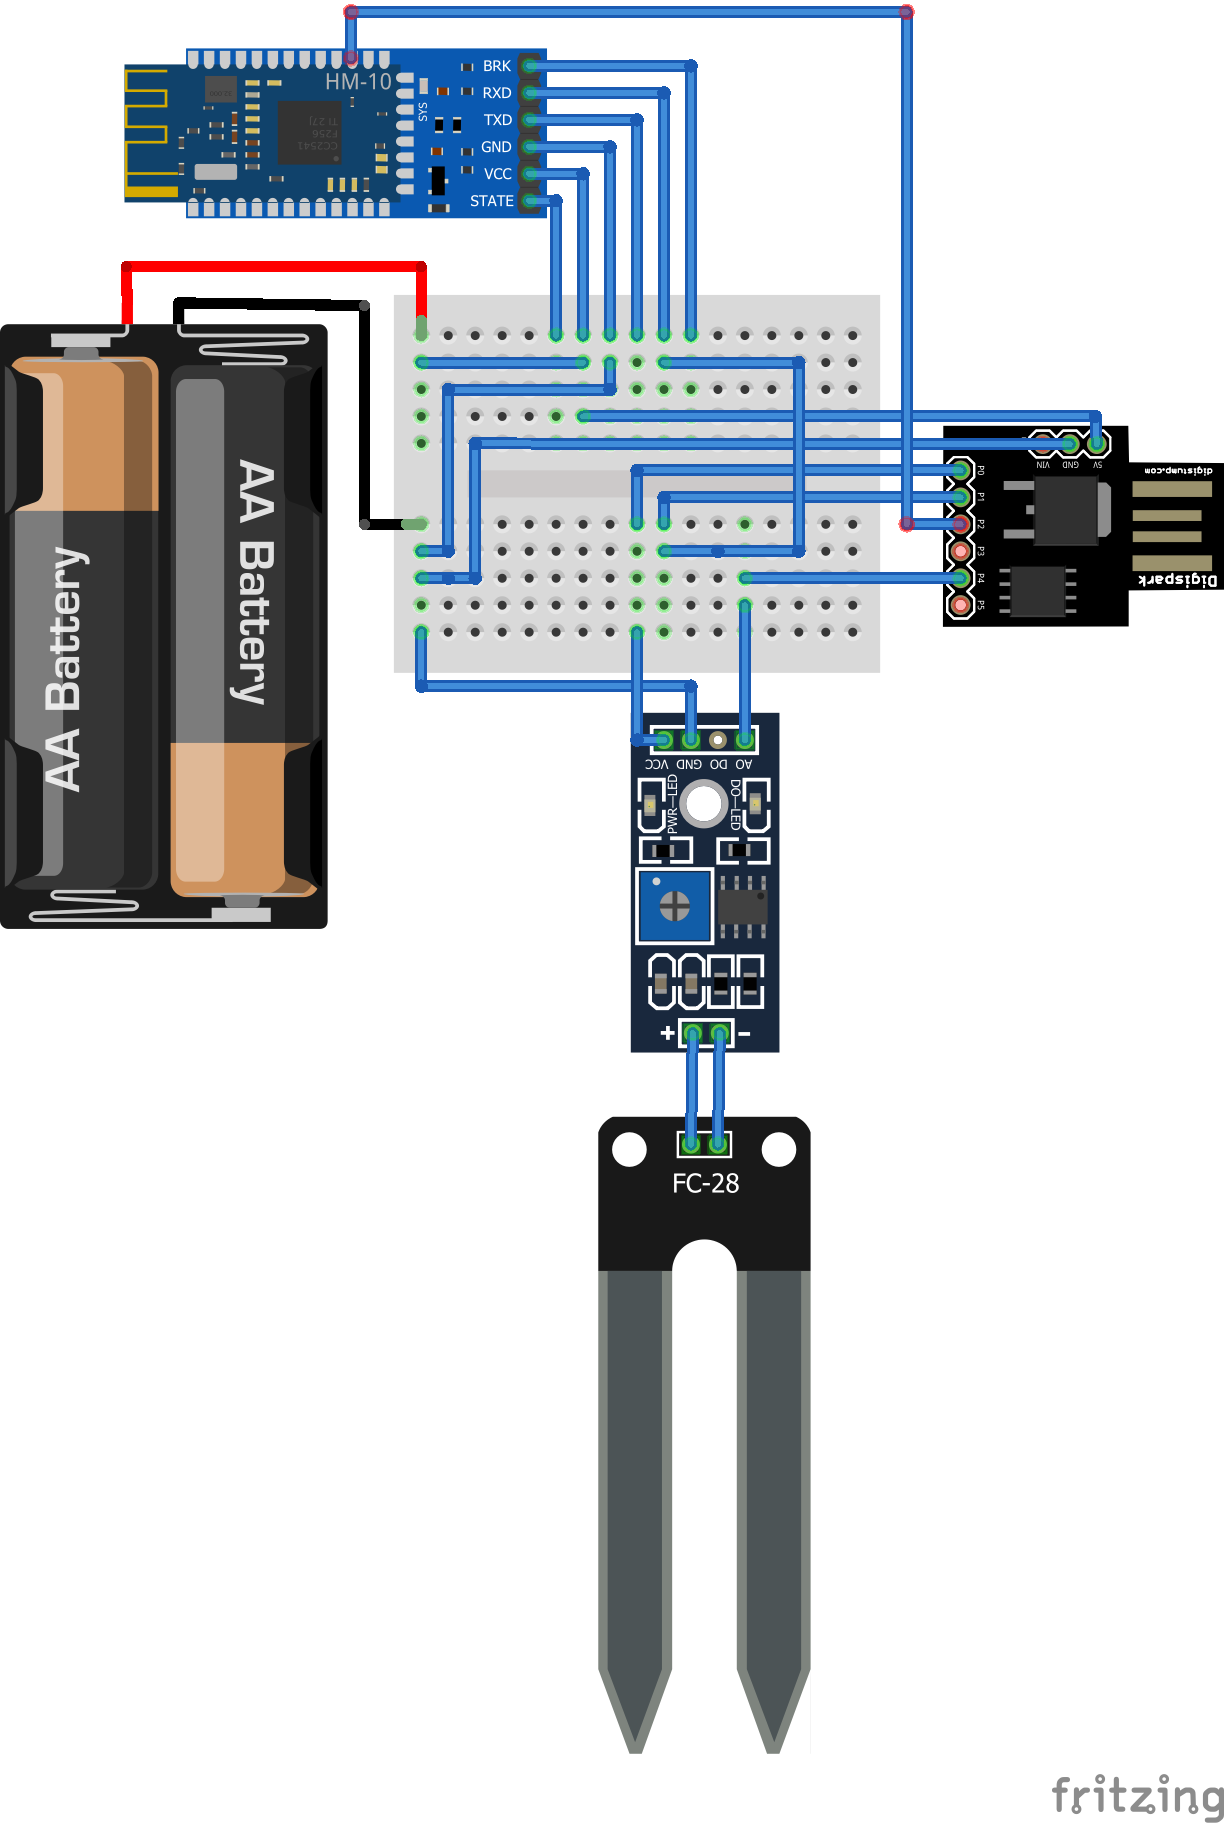 HM-10
22.000
CC2541
F256
TI 27J
SYS
BRK
RXD
TXD
GND
VCC
STATE
AA Battery
AA Battery
VIN
GND
5V
P0
P1
P2
P3
P4
P5
digistump.com
Digispark
VCC
GND
DO
AO
PWR-LED
DO-LED
+
-
FC-28
fritzing